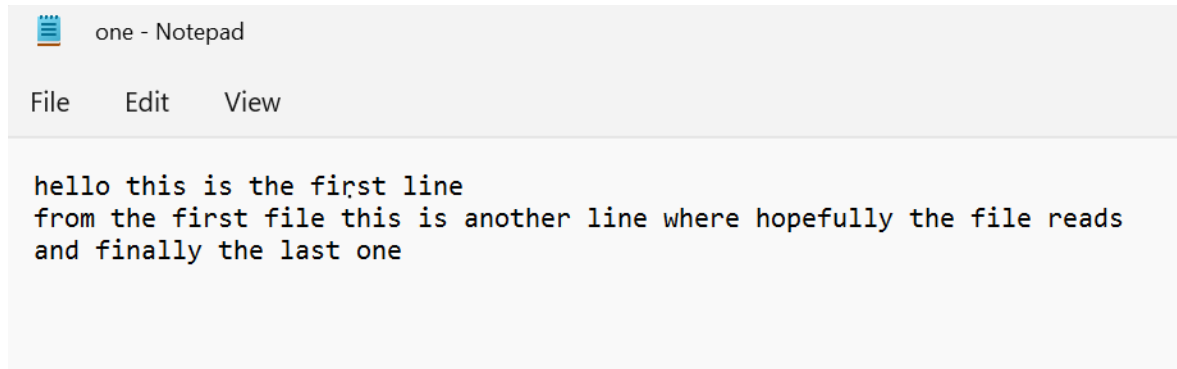 one - Notepad
File Edit View
hello this is the first line
from the first file this is another line where hopefully the file reads
and finally the last one